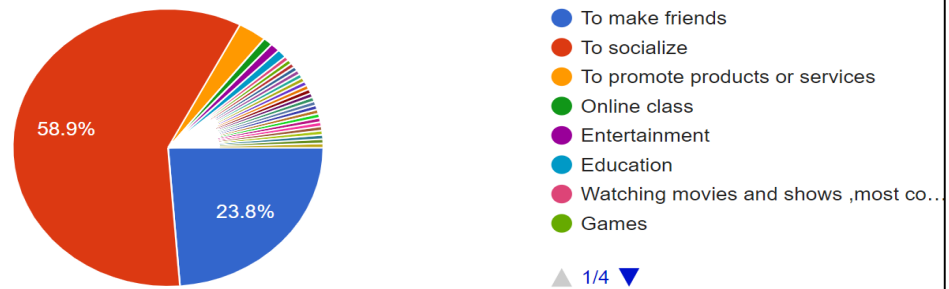 58.9%
23.8%
To make friends
To socialize
To promote products or services
Online class
Entertainment
Education
Watching movies and shows ,most co...
Games
1/4